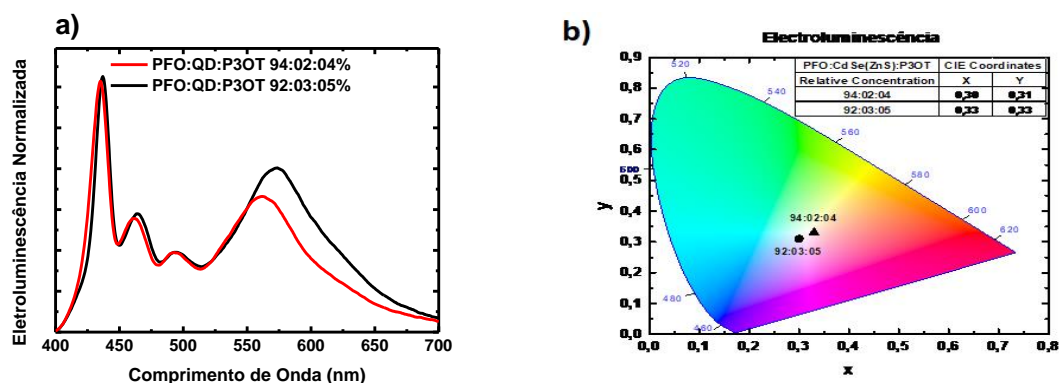 a)
PFO:QD:P3OT 94:02:04%
PFO:QD:P3OT 92:03:05%
Eletroluminescência Normalizada
400 450 500 550 600 650 700
Comprimento de Onda (nm)
b)
Electroluminescência
PFO:CdSe(ZnS):P3OT CIE Coordinates
Relative Concentration X Y
94:02:04 0,30 0,31
92:03:05 0,33 0,33
0,9
0,8
0,7
0,6
0,5
0,4
0,3
0,2
0,1
0,0
y
520
540
560
500
580
600
620
480
460
94:02:04
92:03:05
0,0 0,1 0,2 0,3 0,4 0,5 0,6 0,7 0,8
x